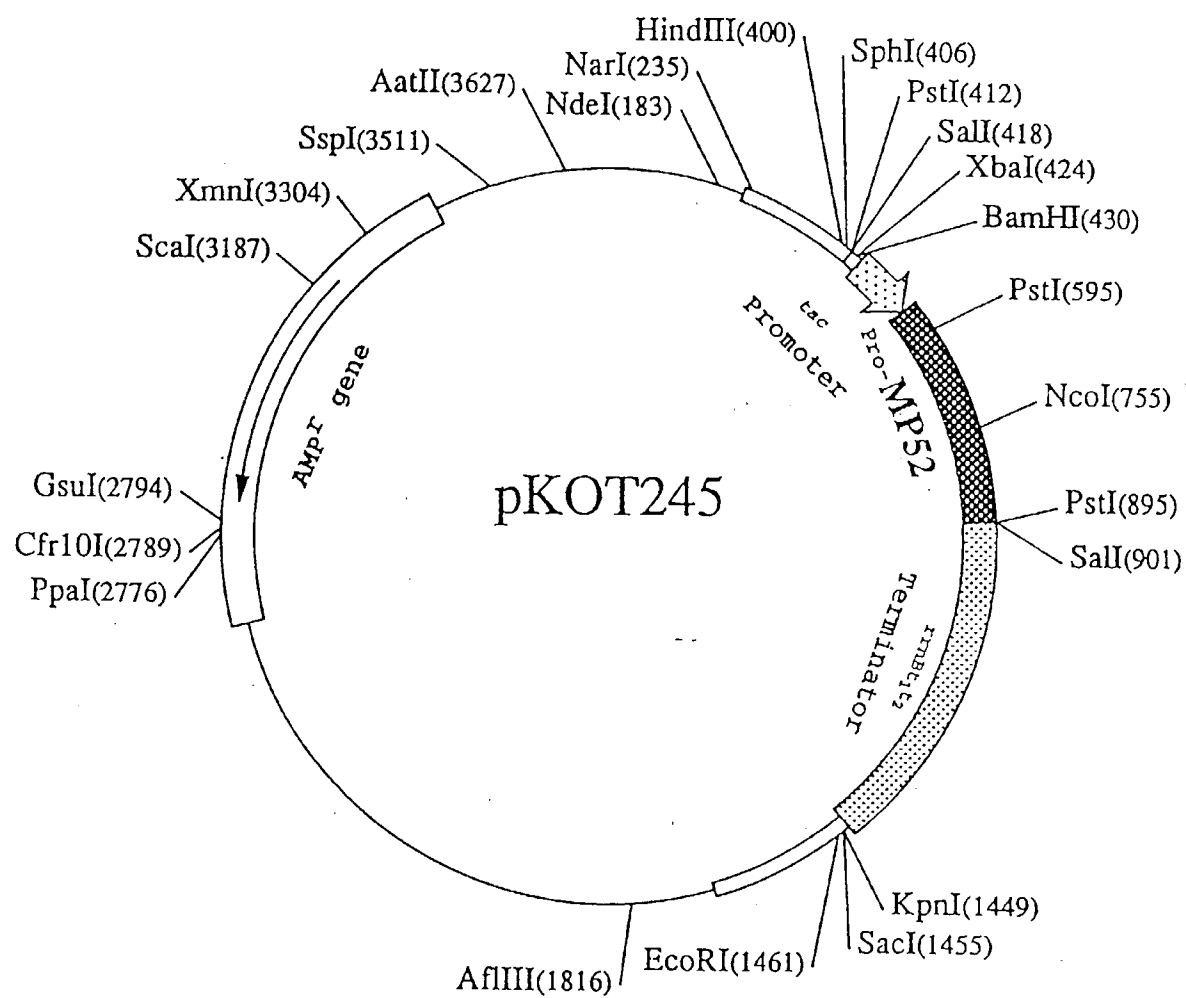 HindIII(400)
SphI(406)
NarI(235)
PstI(412)
AatII(3627)
NdeI(183)
SalI(418)
SspI(3511)
XbaI(424)
XmnI(3304)
BamHI(430)
ScaI(3187)
PstI(595)
tac
promoter
pro-MP52
AMPr gene
NcoI(755)
GsuI(2794)
pKOT245
PstI(895)
Cfr10I(2789)
SalI(901)
PpaI(2776)
rrnBt1t2
Terminator
KpnI(1449)
SacI(1455)
EcoRI(1461)
AflIII(1816)